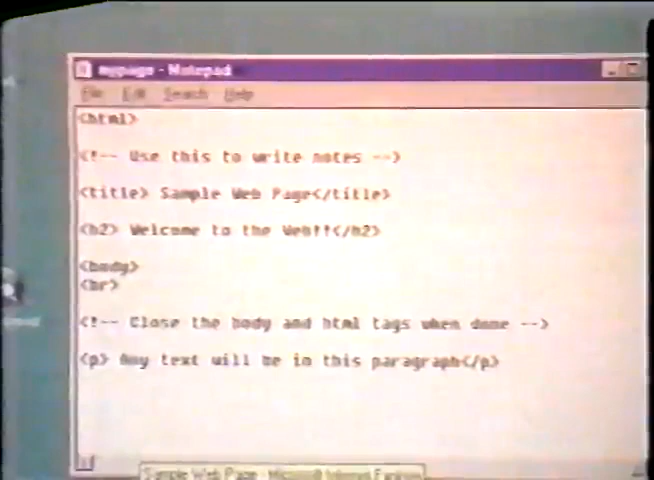 mypage - Notepad
File Edit Search Help
<html>
<!-- Use this to write notes -->
<title> Sample Web Page</title>
<h2> Welcome to the Web!!</h2>
<body>
<hr>
<!-- Close the body and html tags when done -->
<p> Any text will be in this paragraph</p>
Sample Web Page - Microsoft Internet Explorer